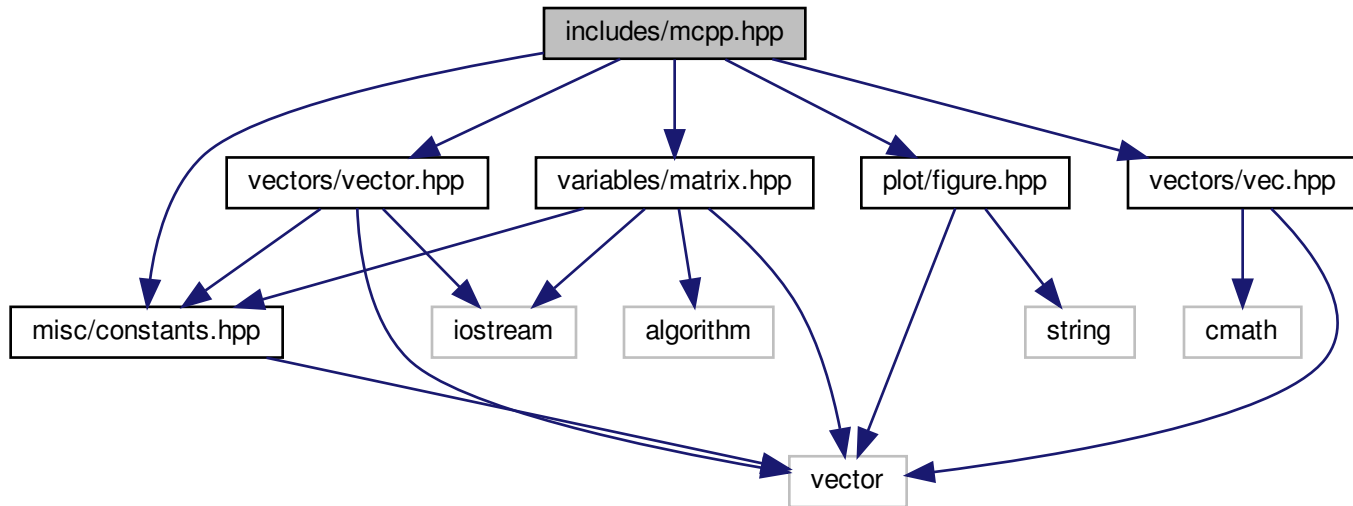 includes/mcpp.hpp
vectors/vector.hpp
variables/matrix.hpp
plot/figure.hpp
vectors/vec.hpp
misc/constants.hpp
iostream
algorithm
string
cmath
vector